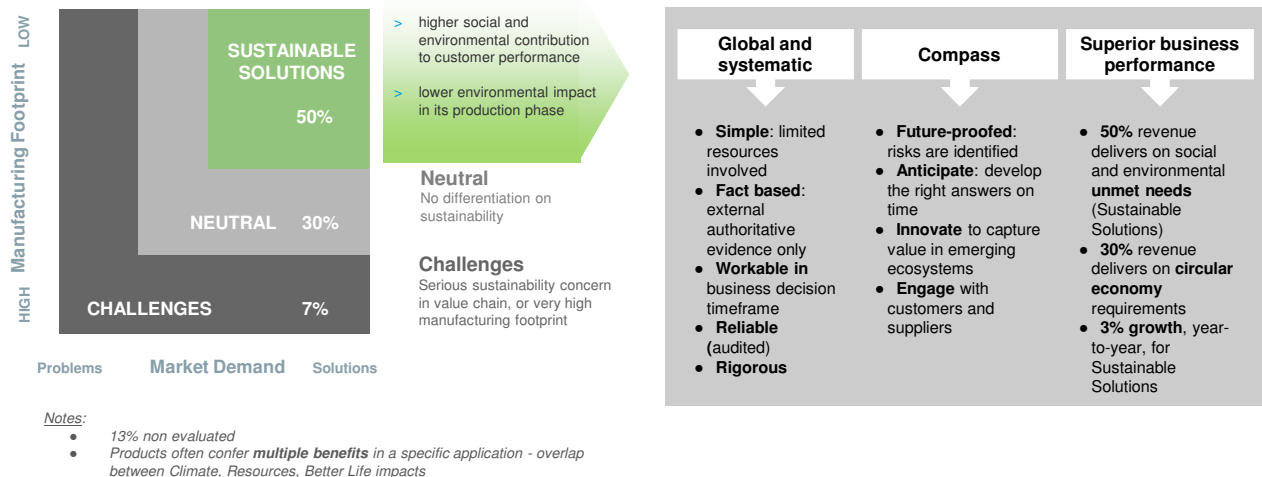 LOW
Manufacturing Footprint
HIGH
SUSTAINABLE
SOLUTIONS
50%
NEUTRAL 30%
CHALLENGES 7%
Problems Market Demand Solutions
> higher social and
environmental contribution
to customer performance
> lower environmental impact
in its production phase
Neutral
No differentiation on
sustainability
Challenges
Serious sustainability concern
in value chain, or very high
manufacturing footprint
Notes:
● 13% non evaluated
● Products often confer multiple benefits in a specific application - overlap
between Climate, Resources, Better Life impacts
Global and
systematic
● Simple: limited
resources
involved
● Fact based:
external
authoritative
evidence only
● Workable in
business decision
timeframe
● Reliable
(audited)
● Rigorous
Compass
● Future-proofed:
risks are identified
● Anticipate: develop
the right answers on
time
● Innovate to capture
value in emerging
ecosystems
● Engage with
customers and
suppliers
Superior business
performance
● 50% revenue
delivers on social
and environmental
unmet needs
(Sustainable
Solutions)
● 30% revenue
delivers on circular
economy
requirements
● 3% growth, year-
to-year, for
Sustainable
Solutions